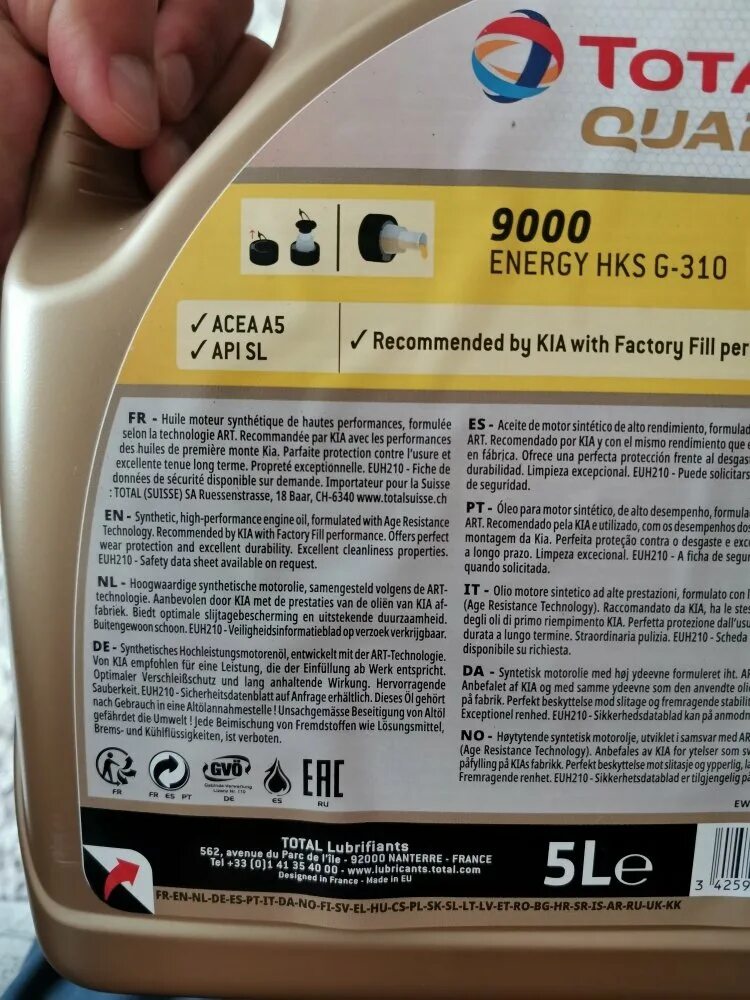 TOTA
QUA
9000
ENERGY HKS G-310
✓ ACEA A5
✓ API SL
✓ Recommended by KIA with Factory Fill per
FR - Huile moteur synthétique de hautes performances, formulée
selon la technologie ART. Recommandée par KIA avec les performances
des huiles de première monte Kia. Parfaite protection contre l'usure et
excellente tenue long terme. Propreté exceptionnelle. EUH210 - Fiche de
données de sécurité disponible sur demande. Importateur pour la Suisse
: TOTAL (SUISSE) SA Ruessenstrasse, 18 Baar, CH-6340 www.totalsuisse.ch
EN - Synthetic, high-performance engine oil, formulated with Age Resistance
Technology. Recommended by KIA with Factory Fill performance. Offers perfect
wear protection and excellent durability. Excellent cleanliness properties.
EUH210 - Safety data sheet available on request.
NL - Hoogwaardige synthetische motorolie, samengesteld volgens de ART-
technologie. Aanbevolen door KIA met de prestaties van de oliën van KIA af-
fabriek. Biedt optimale slijtagebescherming en uitstekende duurzaamheid.
Buitengewoon schoon. EUH210 - Veiligheidsinformatieblad op verzoek verkrijgbaar.
DE - Synthetisches Hochleistungsmotorenöl, entwickelt mit der ART-Technologie.
Von KIA empfohlen für eine Leistung, die der Einfüllung ab Werk entspricht.
Optimaler Verschleißschutz und lang anhaltende Wirkung. Hervorragende
Sauberkeit. EUH210 - Sicherheitsdatenblatt auf Anfrage erhältlich. Dieses Öl gehört
nach Gebrauch in eine Altölannahmestelle ! Unsachgemässe Beseitigung von Altöl
gefährdet die Umwelt ! Jede Beimischung von Fremdstoffen wie Lösungsmittel,
Brems- und Kühlflüssigkeiten, ist verboten.
ES - Aceite de motor sintético de alto rendimiento, formulad
ART. Recomendado por KIA y con el mismo rendimiento que e
en fábrica. Ofrece una perfecta protección frente al desgas
durabilidad. Limpieza excepcional. EUH210 - Puede solicitars
de seguridad.
PT - Óleo para motor sintético, de alto desempenho, formula
ART. Recomendado pela KIA e utilizado, com os desempenhos dos
montagem da Kia. Perfeita proteção contra o desgaste e exc
a longo prazo. Limpeza excecional. EUH210 - A ficha de segur
quando solicitada.
IT - Olio motore sintetico ad alte prestazioni, formulato con l
(Age Resistance Technology). Raccomandato da KIA, ha le stes
degli oli di primo riempimento KIA. Perfetta protezione dall'usu
durata a lungo termine. Straordinaria pulizia. EUH210 - Scheda
disponibile su richiesta.
DA - Syntetisk motorolie med høj ydeevne formuleret iht. AR
Anbefalet af KIA og med samme ydeevne som den anvendte oli
på fabrik. Perfekt beskyttelse mod slitage og fremragende stabilit
Exceptionel renhed. EUH210 - Sikkerhedsdatablad kan på anmodn
NO - Høytytende syntetisk motorolje, utviklet i samsvar med AR
(Age Resistance Technology). Anbefales av KIA for ytelser som sv
påfylling på KIAs fabrikk. Perfekt beskyttelse mot slitasje og ypperlig, la
Fremragende renhet. EUH210 - Sikkerhetsdatablad er tilgjengelig på
FR
FR ES PT
GVÖ
Gebinde-Verwertung
Lizenz Nr. 110
DE
ES
EAC
RU
EW
TOTAL Lubrifiants
562, avenue du Parc de l'île - 92000 NANTERRE - FRANCE
Tel +33 (0)1 41 35 40 00 - www.lubricants.total.com
Designed in France - Made in EU
5L e
3 4259
FR-EN-NL-DE-ES-PT-IT-DA-NO-FI-SV-EL-HU-CS-PL-SK-SL-LT-LV-ET-RO-BG-HR-SR-IS-AR-RU-UK-KK